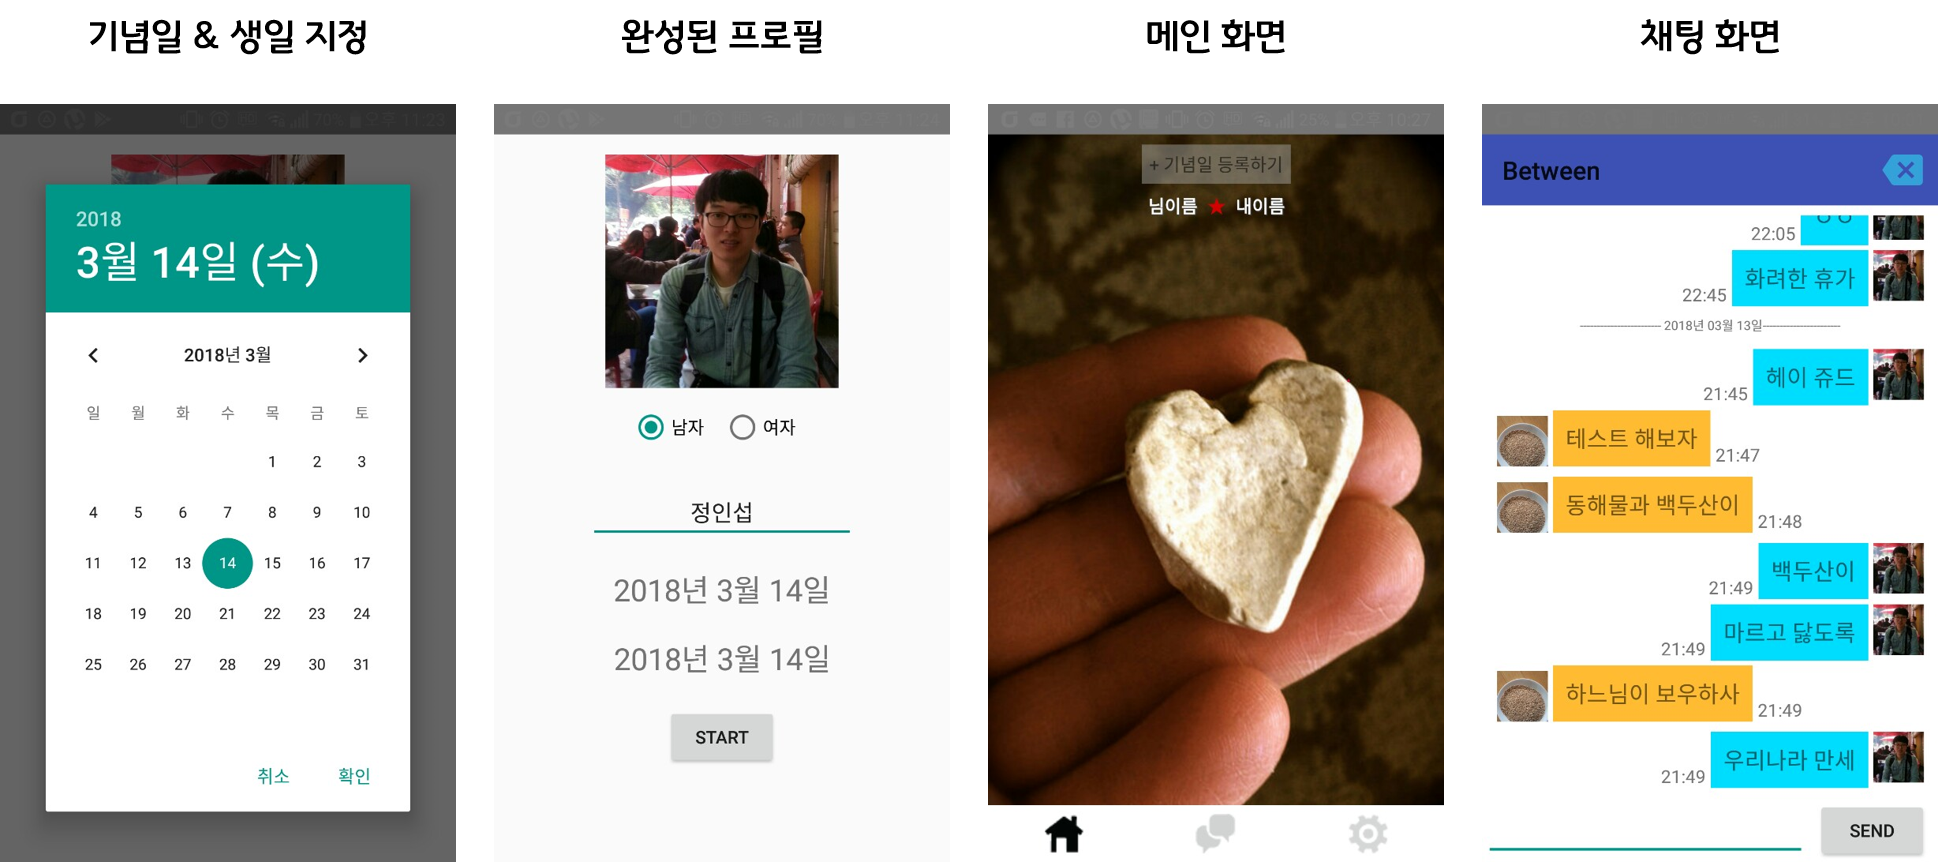 기념일 & 생일 지정
70% 오후 11:23
2018
3월 14일 (수)
2018년 3월
일 월 화 수 목 금 토
1 2 3
4 5 6 7 8 9 10
11 12 13 14 15 16 17
18 19 20 21 22 23 24
25 26 27 28 29 30 31
취소 확인
완성된 프로필
남자 여자
정인섭
2018년 3월 14일
2018년 3월 14일
START
메인 화면
25% 오후 10:27
+ 기념일 등록하기
님이름 ★ 내이름
채팅 화면
Between
22:05
화려한 휴가
22:45
2018년 03월 13일
헤이 쥬드
21:45
테스트 해보자
21:47
동해물과 백두산이
21:48
백두산이
21:49
마르고 닳도록
21:49
하느님이 보우하사
21:49
우리나라 만세
21:49
SEND